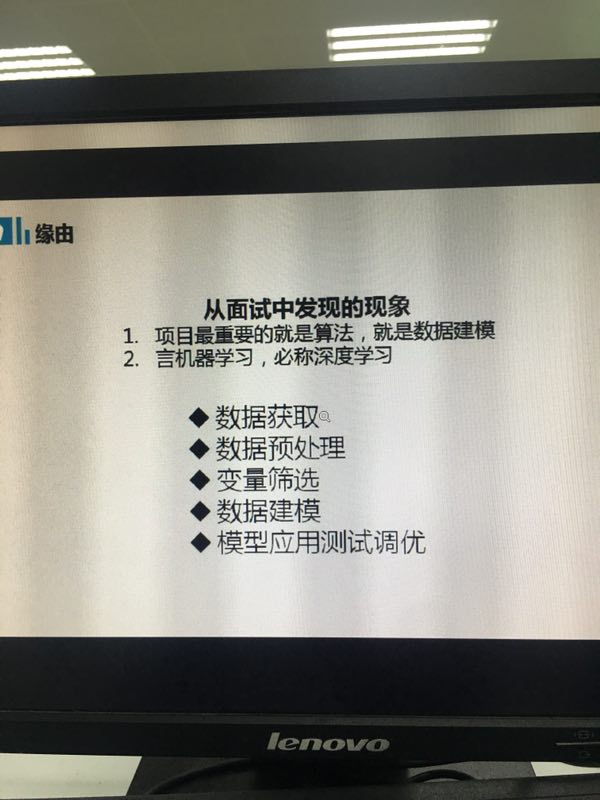 缘由
从面试中发现的现象
1. 项目最重要的就是算法，就是数据建模
2. 言机器学习，必称深度学习
◆ 数据获取
◆ 数据预处理
◆ 变量筛选
◆ 数据建模
◆ 模型应用测试调优
lenovo